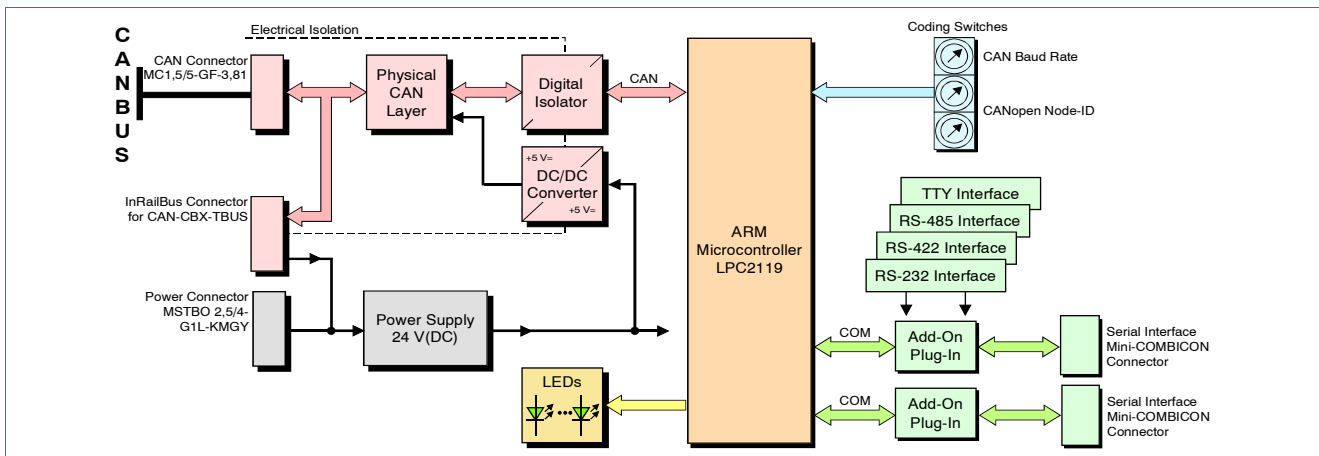 C
A
N
B
U
S
Electrical Isolation
CAN Connector
MC1,5/5-GF-3,81
Physical
CAN
Layer
Digital
Isolator
CAN
+5 V=
DC/DC
Converter
+5 V=
InRailBus Connector
for CAN-CBX-TBUS
Power Connector
MSTBO 2,5/4-
G1L-KMGY
Power Supply
24 V(DC)
LEDs
ARM
Microcontroller
LPC2119
Coding Switches
CAN Baud Rate
CANopen Node-ID
TTY Interface
RS-485 Interface
RS-422 Interface
RS-232 Interface
COM
Add-On
Plug-In
Serial Interface
Mini-COMBICON
Connector
COM
Add-On
Plug-In
Serial Interface
Mini-COMBICON
Connector